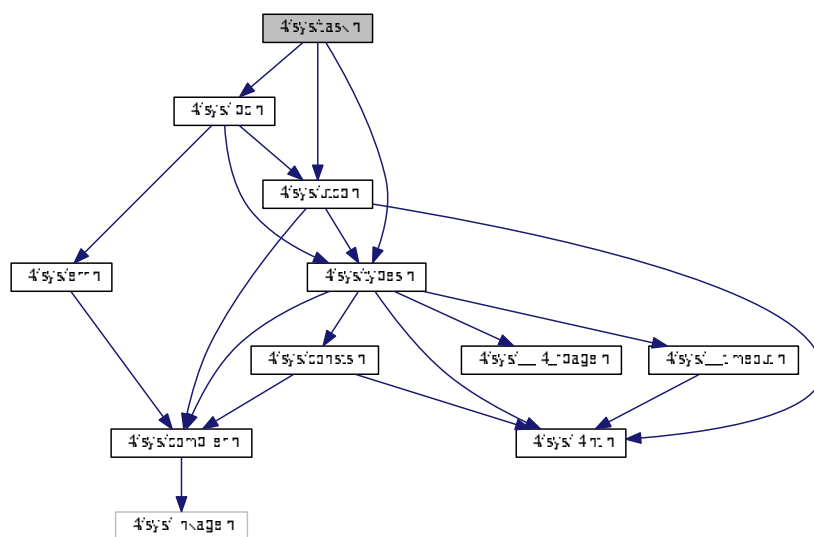 l4/sys/task.h
l4/sys/ipc.h
l4/sys/utcb.h
l4/sys/err.h
l4/sys/types.h
l4/sys/consts.h
l4/sys/__l4_fpage.h
l4/sys/__timeout.h
l4/sys/compiler.h
l4/sys/l4int.h
l4/sys/linkage.h